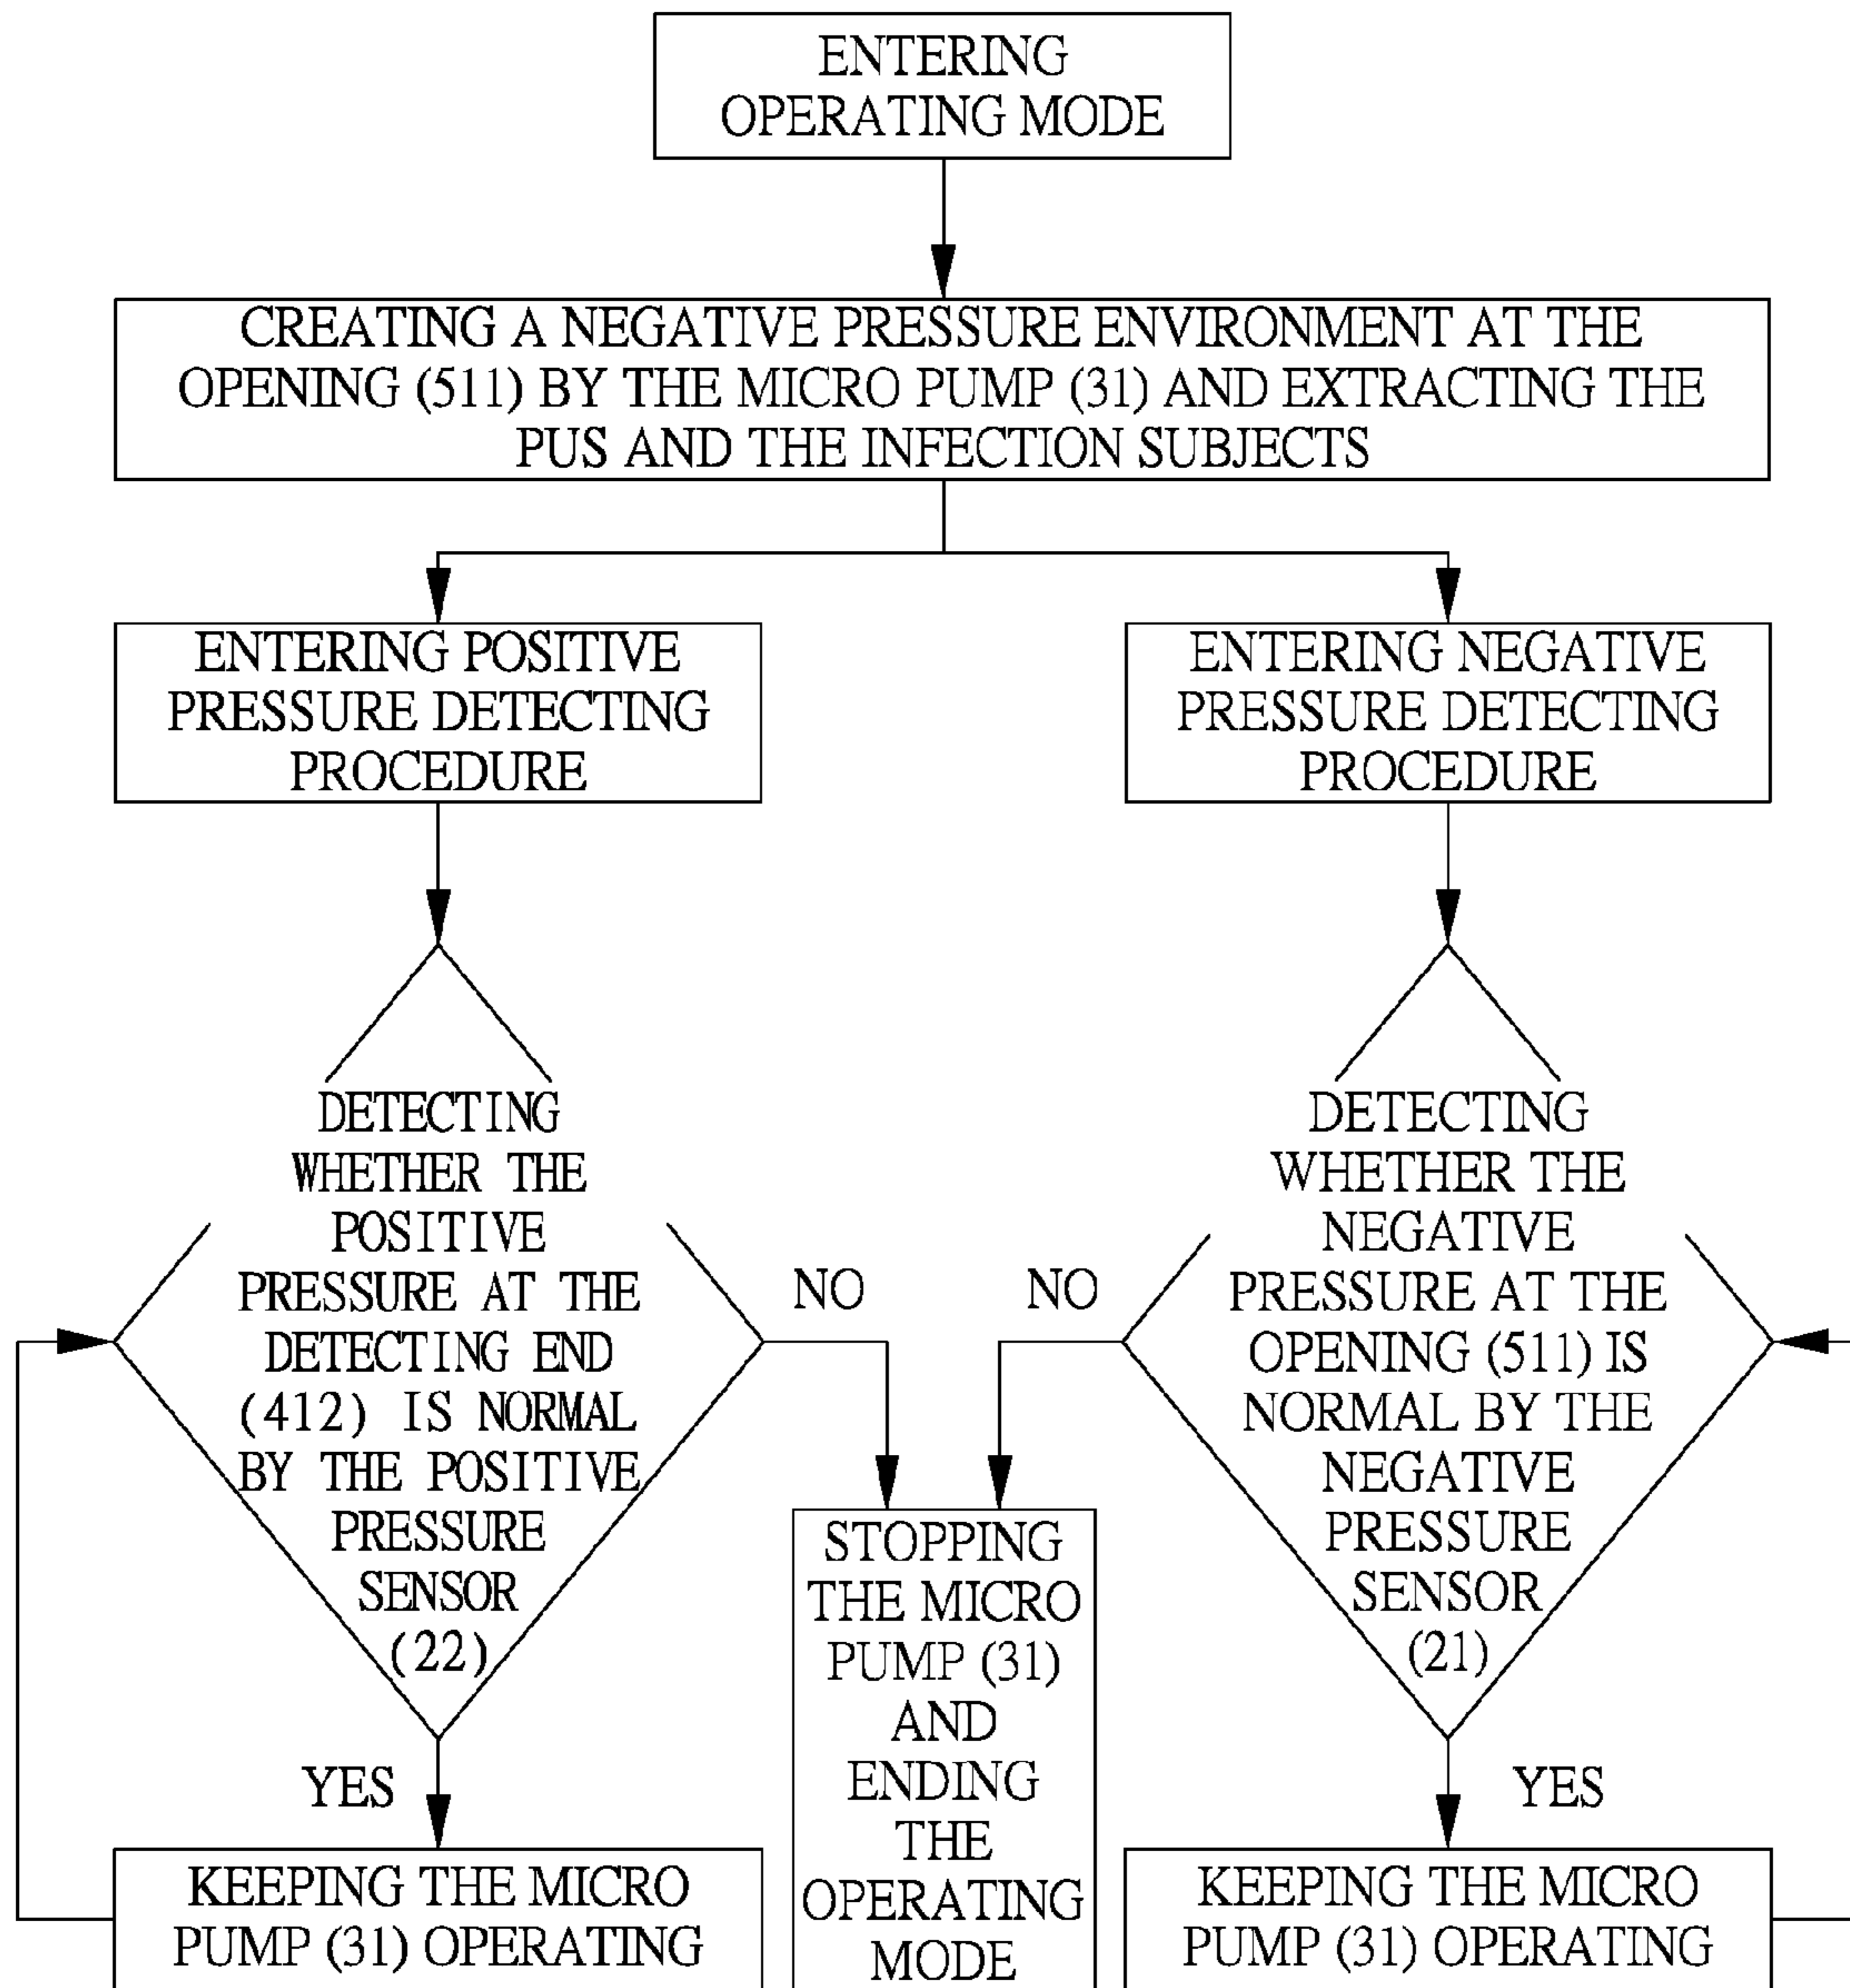 ENTERING
OPERATING MODE
CREATING A NEGATIVE PRESSURE ENVIRONMENT AT THE
OPENING (511) BY THE MICRO PUMP (31) AND EXTRACTING THE
PUS AND THE INFECTION SUBJECTS
ENTERING POSITIVE
PRESSURE DETECTING
PROCEDURE
ENTERING NEGATIVE
PRESSURE DETECTING
PROCEDURE
DETECTING
WHETHER THE
POSITIVE
PRESSURE AT THE
DETECTING END
(412) IS NORMAL
BY THE POSITIVE
PRESSURE
SENSOR
(22)
NO
NO
DETECTING
WHETHER THE
NEGATIVE
PRESSURE AT THE
OPENING (511) IS
NORMAL BY THE
NEGATIVE
PRESSURE
SENSOR
(21)
YES
STOPPING
THE MICRO
PUMP (31)
AND
ENDING
THE
OPERATING
MODE
YES
KEEPING THE MICRO
PUMP (31) OPERATING
KEEPING THE MICRO
PUMP (31) OPERATING